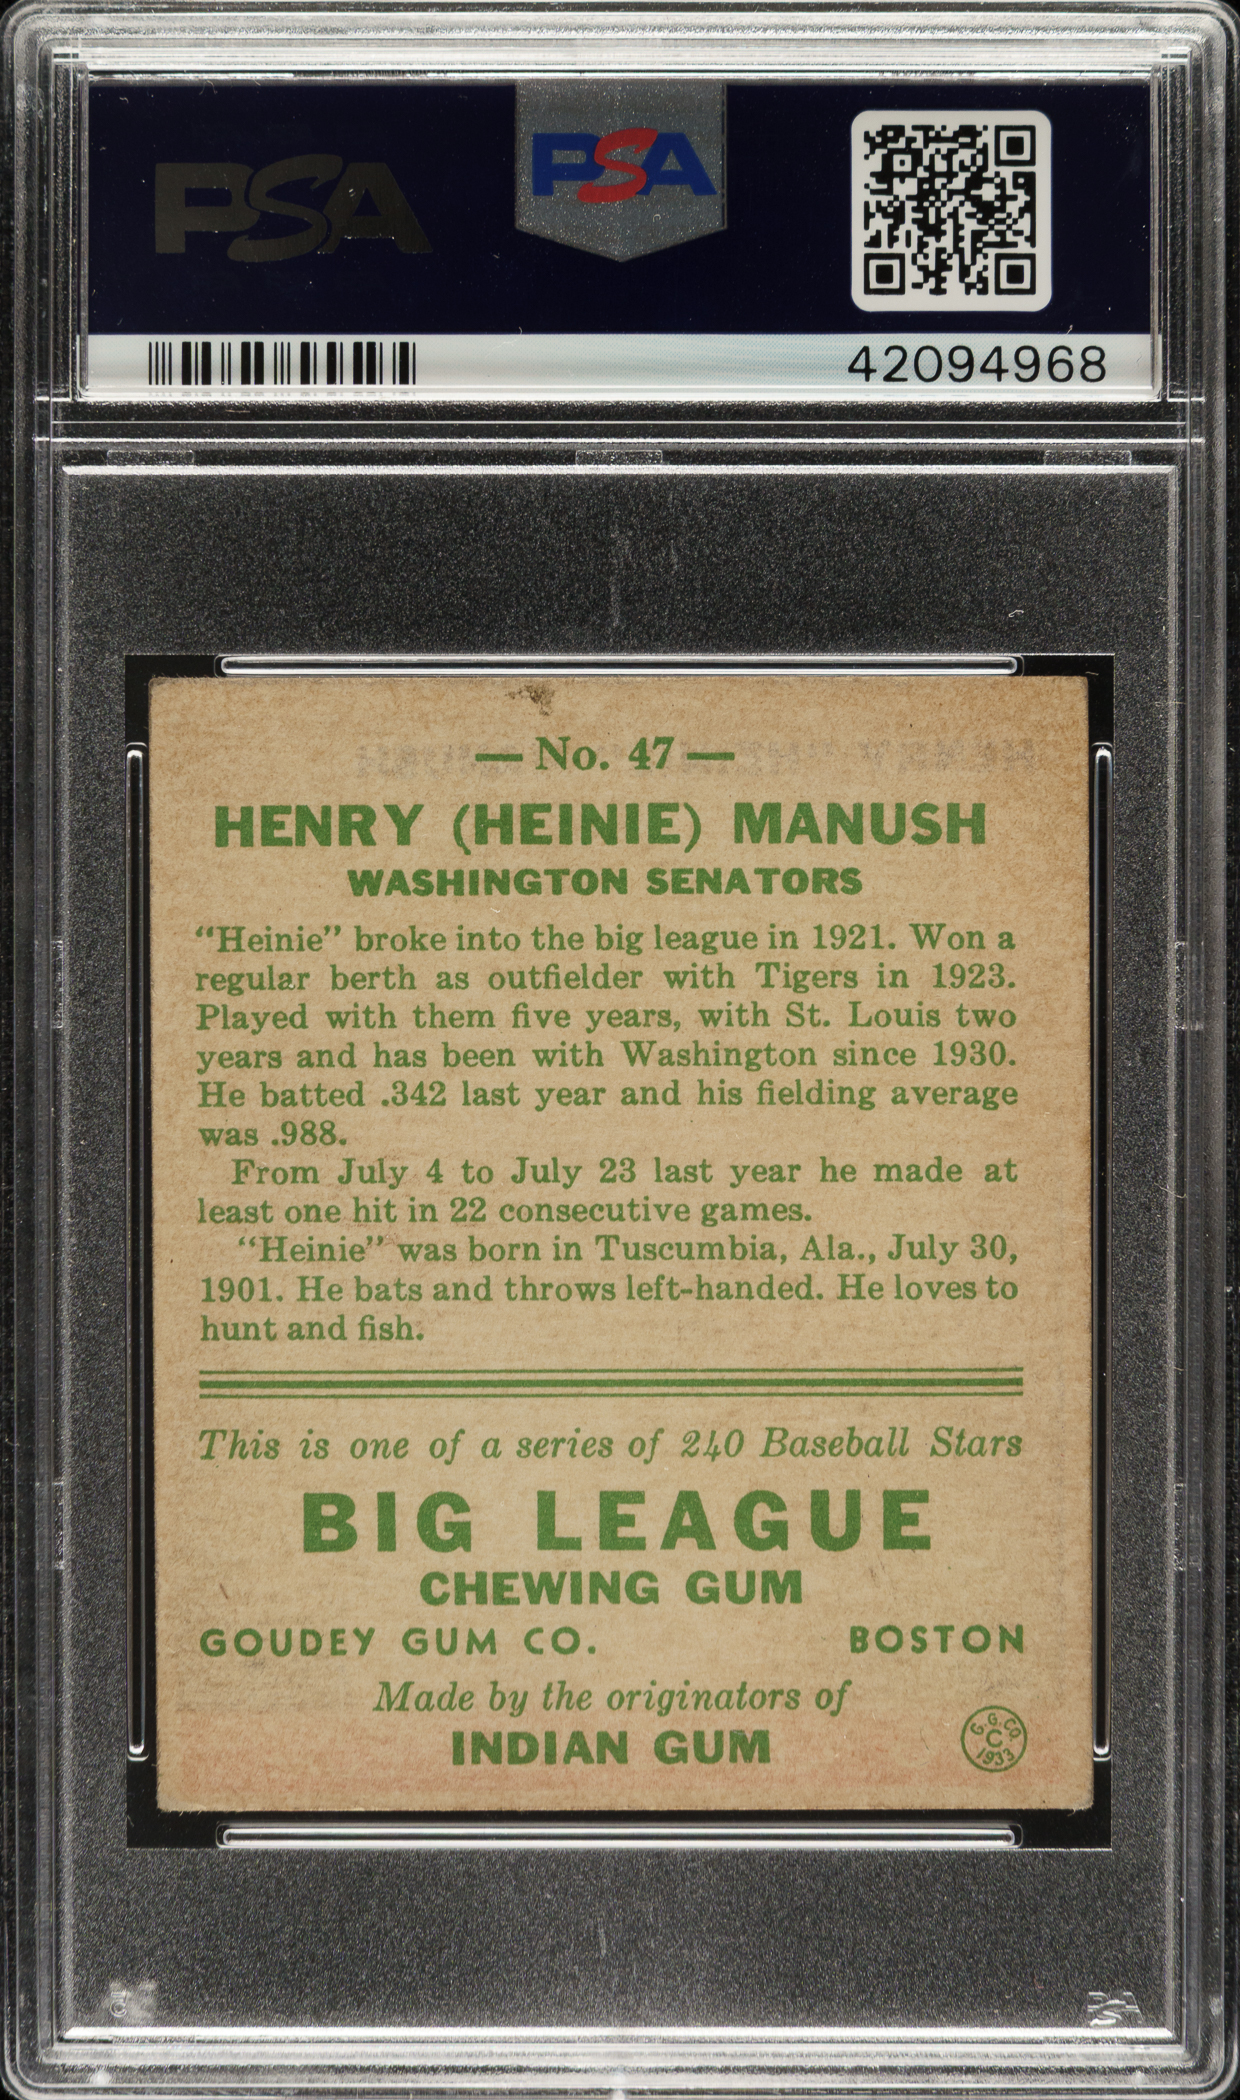 PSA
PSA
42094968
— No. 47 —
HENRY (HEINIE) MANUSH
WASHINGTON SENATORS
“Heinie” broke into the big league in 1921. Won a
regular berth as outfielder with Tigers in 1923.
Played with them five years, with St. Louis two
years and has been with Washington since 1930.
He batted .342 last year and his fielding average
was .988.
From July 4 to July 23 last year he made at
least one hit in 22 consecutive games.
“Heinie” was born in Tuscumbia, Ala., July 30,
1901. He bats and throws left-handed. He loves to
hunt and fish.
This is one of a series of 240 Baseball Stars
BIG LEAGUE
CHEWING GUM
GOUDEY GUM CO. BOSTON
Made by the originators of
INDIAN GUM
G.G.CO.
C
1933
PSA